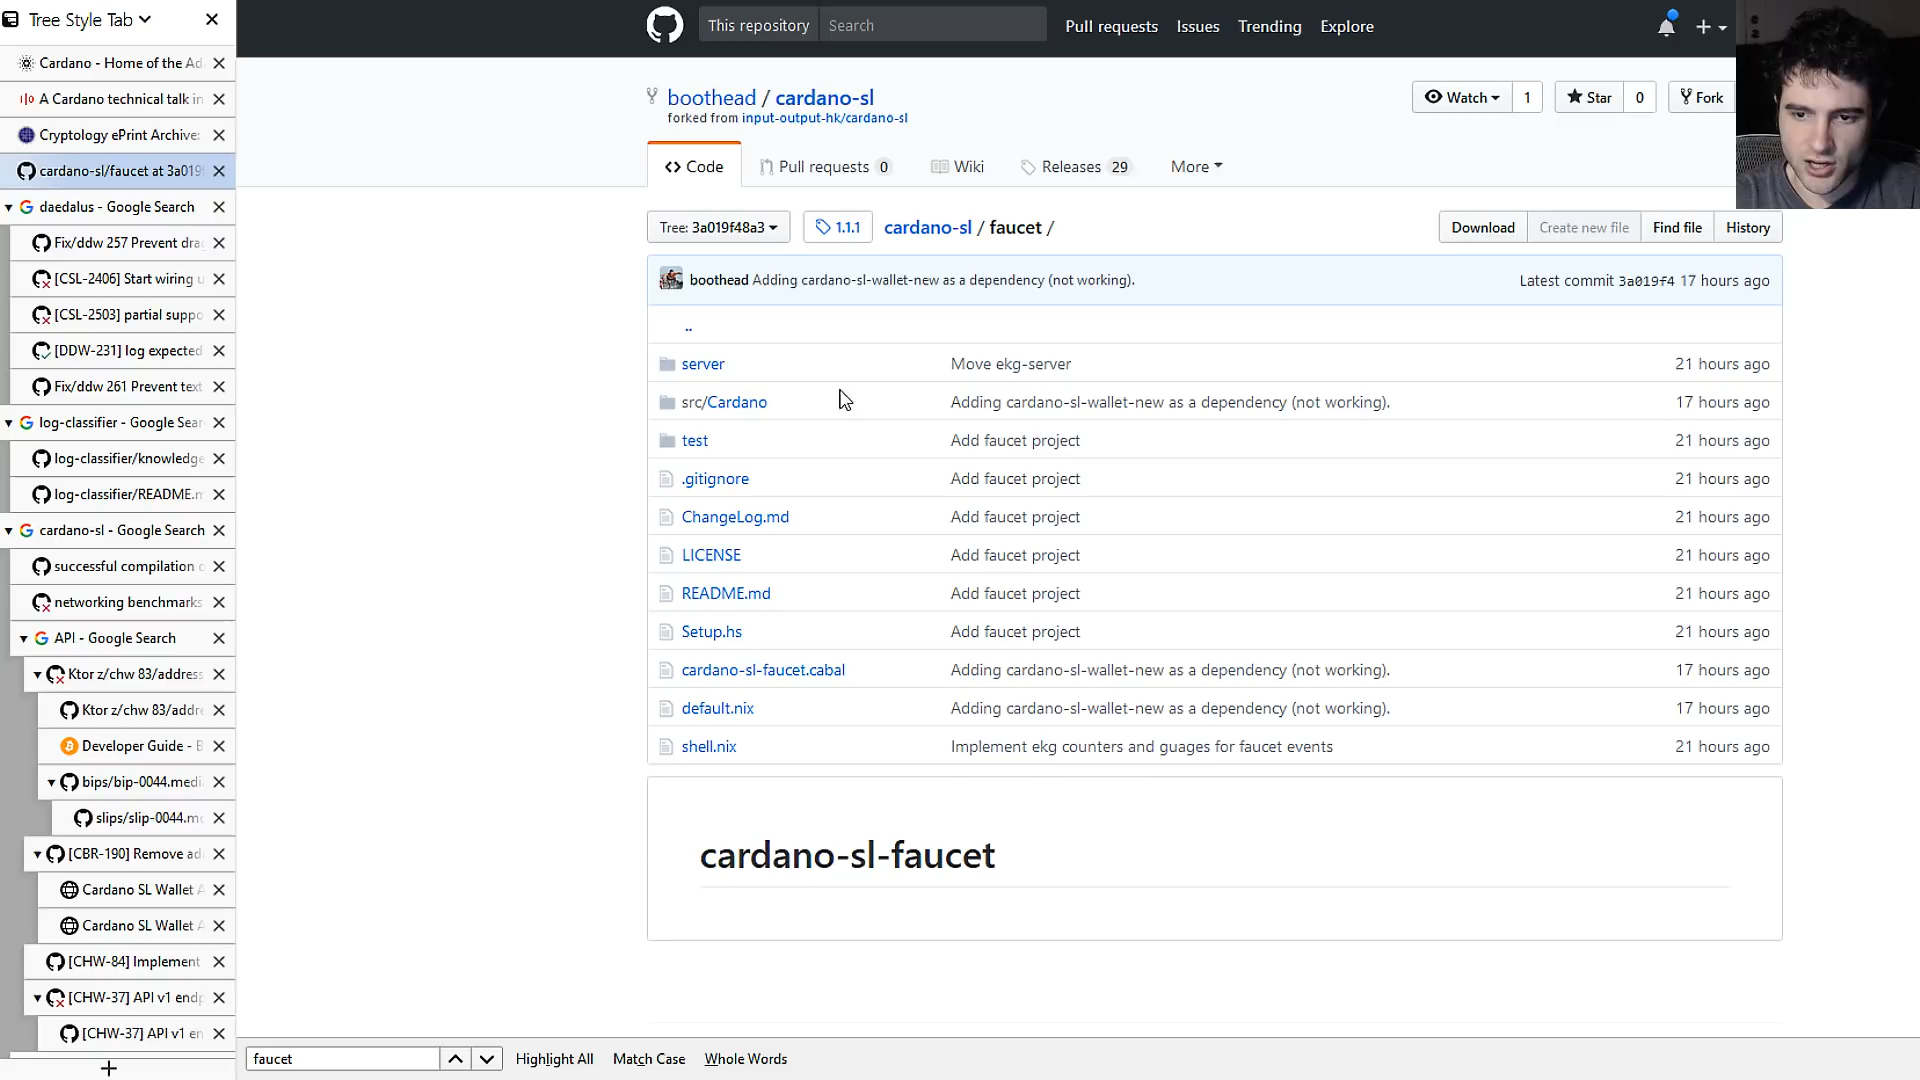 Tree Style Tab
Cardano - Home of the Ad
A Cardano technical talk in
Cryptology ePrint Archive:
cardano-sl/faucet at 3a019
daedalus - Google Search
Fix/ddw 257 Prevent dra
[CSL-2406] Start wiring u
[CSL-2503] partial suppo
[DDW-231] log expected
Fix/ddw 261 Prevent text
log-classifier - Google Sear
log-classifier/knowledge
log-classifier/README.m
cardano-sl - Google Search
successful compilation o
networking benchmarks
API - Google Search
Ktor z/chw 83/address
Ktor z/chw 83/addre
Developer Guide - B
bips/bip-0044.medi
slips/slip-0044.md
[CBR-190] Remove ad
Cardano SL Wallet A
Cardano SL Wallet A
[CHW-84] Implement
[CHW-37] API v1 endp
[CHW-37] API v1 en
This repository Search Pull requests Issues Trending Explore
boothead / cardano-sl Watch 1 Star 0 Fork
forked from input-output-hk/cardano-sl
Code Pull requests 0 Wiki Releases 29 More
Tree: 3a019f48a3 1.1.1 cardano-sl / faucet / Download Create new file Find file History
boothead Adding cardano-sl-wallet-new as a dependency (not working). Latest commit 3a019f4 17 hours ago
..
server Move ekg-server 21 hours ago
src/Cardano Adding cardano-sl-wallet-new as a dependency (not working). 17 hours ago
test Add faucet project 21 hours ago
.gitignore Add faucet project 21 hours ago
ChangeLog.md Add faucet project 21 hours ago
LICENSE Add faucet project 21 hours ago
README.md Add faucet project 21 hours ago
Setup.hs Add faucet project 21 hours ago
cardano-sl-faucet.cabal Adding cardano-sl-wallet-new as a dependency (not working). 17 hours ago
default.nix Adding cardano-sl-wallet-new as a dependency (not working). 17 hours ago
shell.nix Implement ekg counters and guages for faucet events 21 hours ago
cardano-sl-faucet
faucet Highlight All Match Case Whole Words